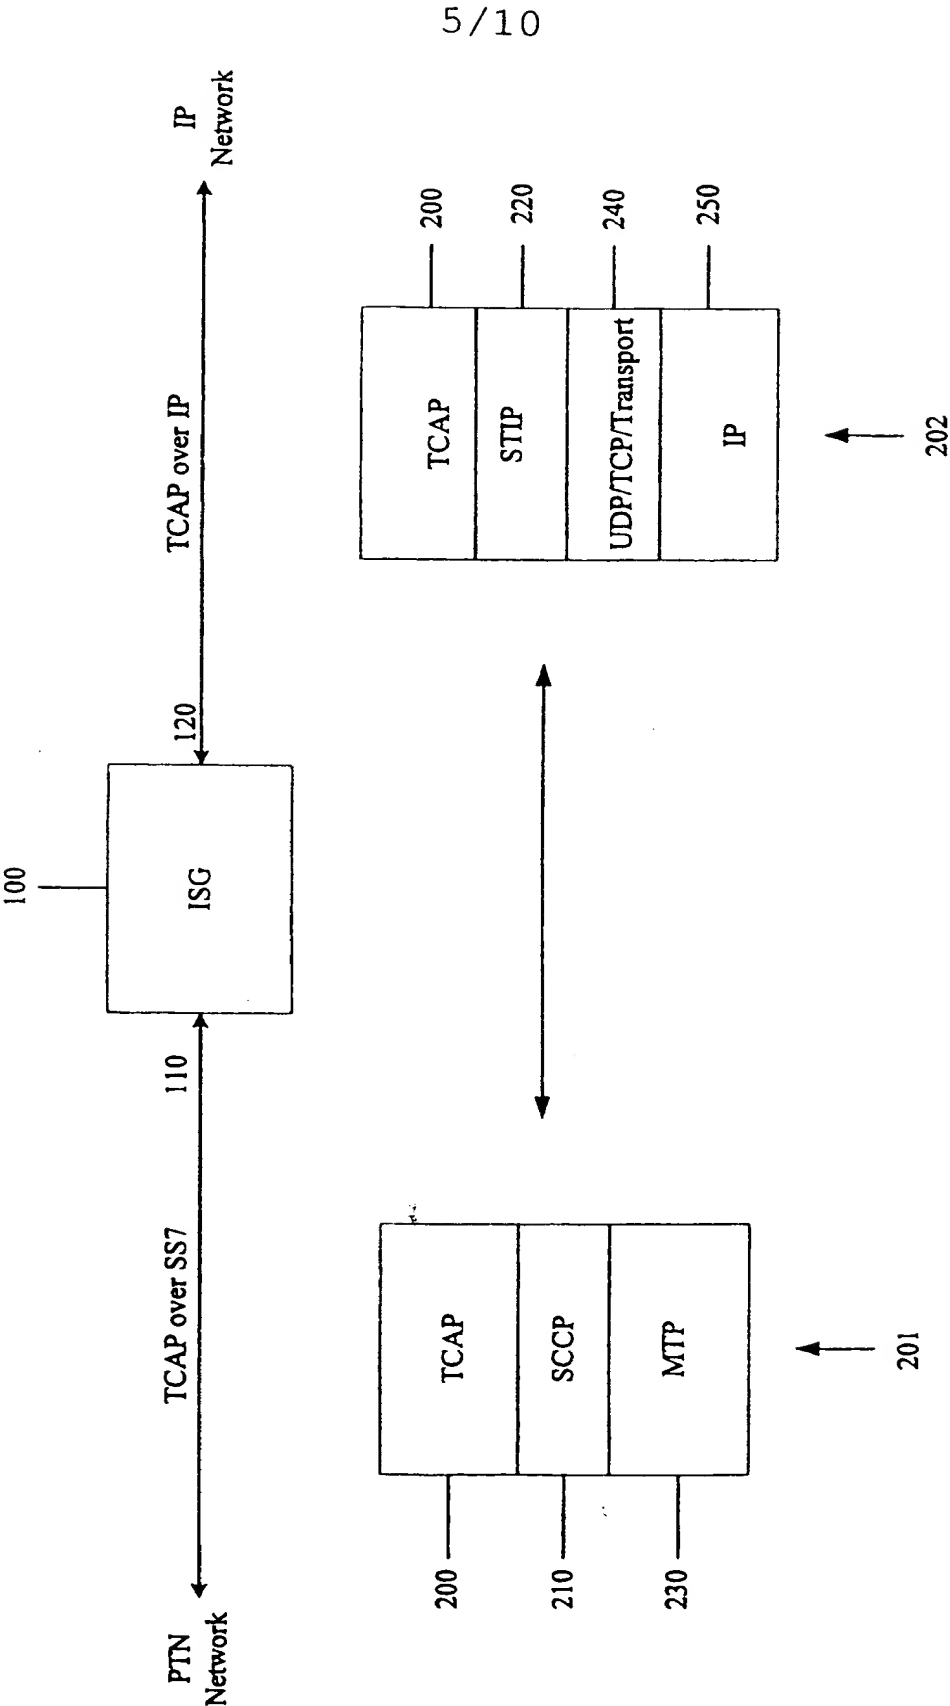 5/10
100
PTN
Network
TCAP over SS7
110
ISG
120
TCAP over IP
IP
Network
200
TCAP
210
SCCP
230
MTP
201
TCAP
200
STIP
220
UDP/TCP/Transport
240
IP
250
202